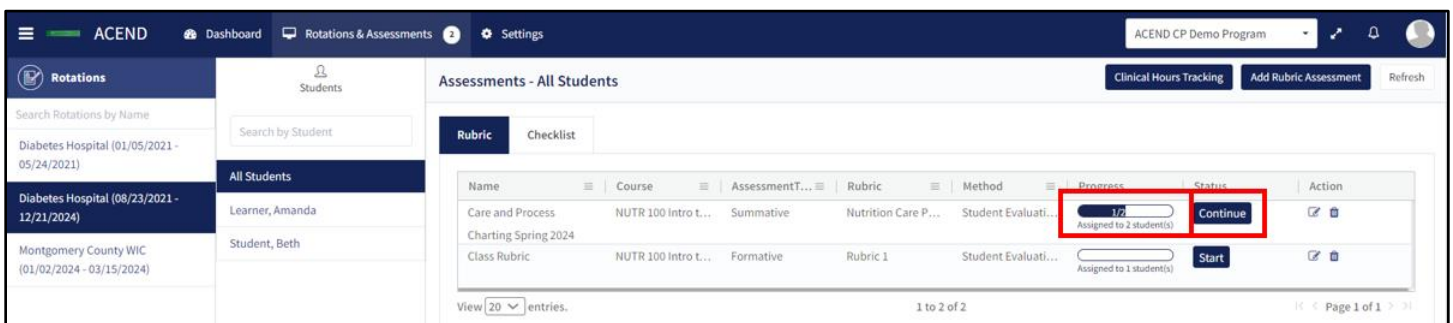 ACEND
Dashboard
Rotations & Assessments 2
Settings
ACEND CP Demo Program
Rotations
Search Rotations by Name
Diabetes Hospital (01/05/2021 -
05/24/2021)
Diabetes Hospital (08/23/2021 -
12/21/2024)
Montgomery County WIC
(01/02/2024 - 03/15/2024)
Students
Search by Student
All Students
Learner, Amanda
Student, Beth
Assessments - All Students
Clinical Hours Tracking
Add Rubric Assessment
Refresh
Rubric
Checklist
Name Course AssessmentT... Rubric Method Progress Status Action
Care and Process NUTR 100 Intro t... Summative Nutrition Care P... Student Evaluati... 1/2 Continue
Charting Spring 2024 Assigned to 2 student(s)
Class Rubric NUTR 100 Intro t... Formative Rubric 1 Student Evaluati... Start
Assigned to 1 student(s)
View 20 entries. 1 to 2 of 2 Page 1 of 1